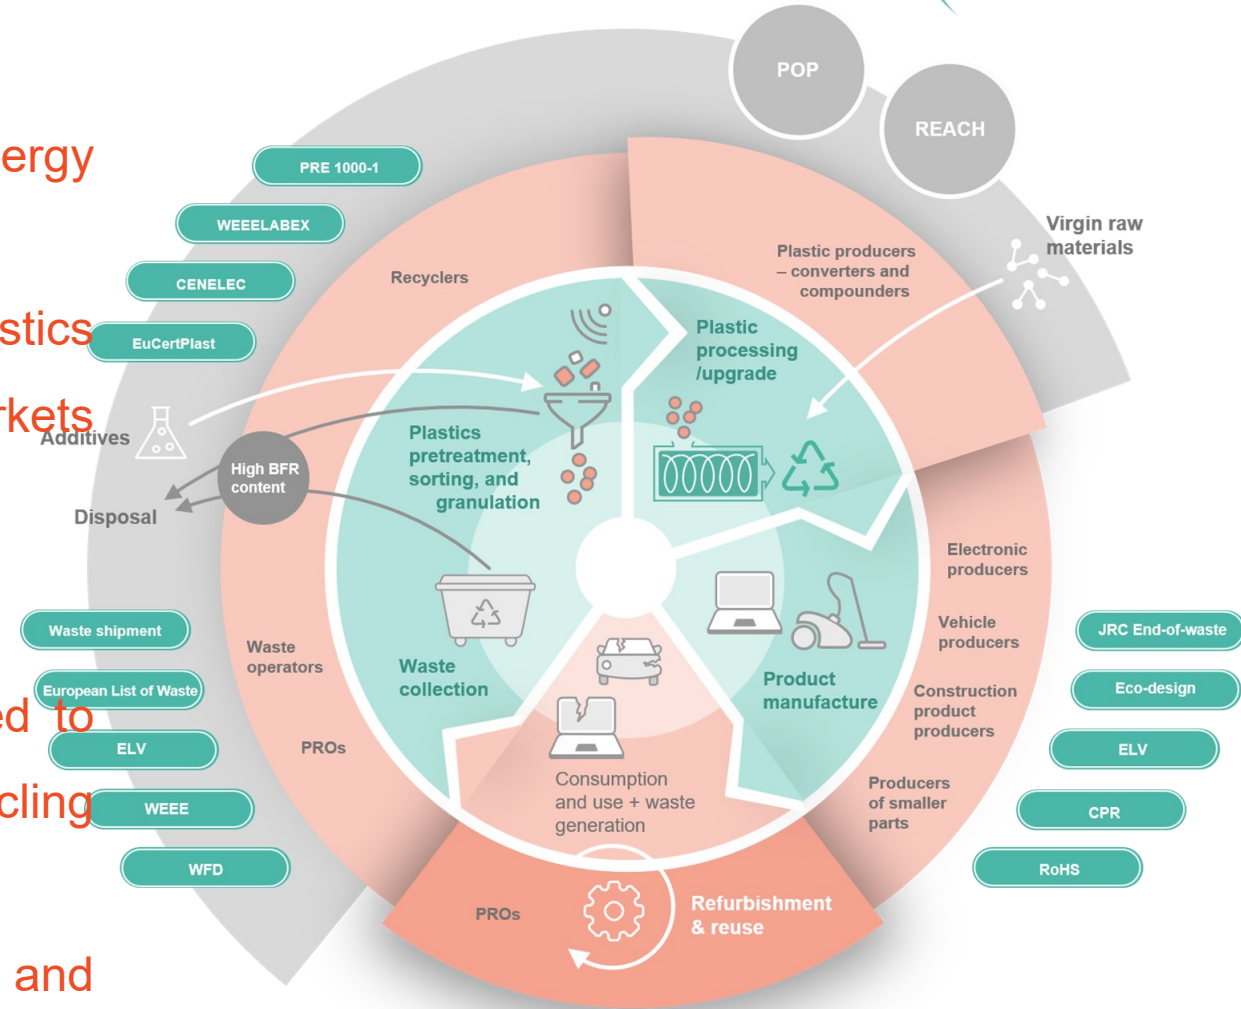 POP
REACH
ergy
PRE 1000-1
WEEELABEX
CENELEC
EuCertPlast
stics
rkets
Recyclers
Plastic producers
– converters and
compounders
Virgin raw
materials
Plastic
processing
/upgrade
Additives
High BFR
content
Disposal
Plastics
pretreatment,
sorting, and
granulation
Electronic
producers
Vehicle
producers
Construction
product
producers
Producers
of smaller
parts
Waste shipment
European List of Waste
ed to
ELV
cling
WEEE
WFD
Waste
operators
PROs
Waste
collection
Product
manufacture
Consumption
and use + waste
generation
JRC End-of-waste
Eco-design
ELV
CPR
RoHS
PROs
Refurbishment
& reuse
and